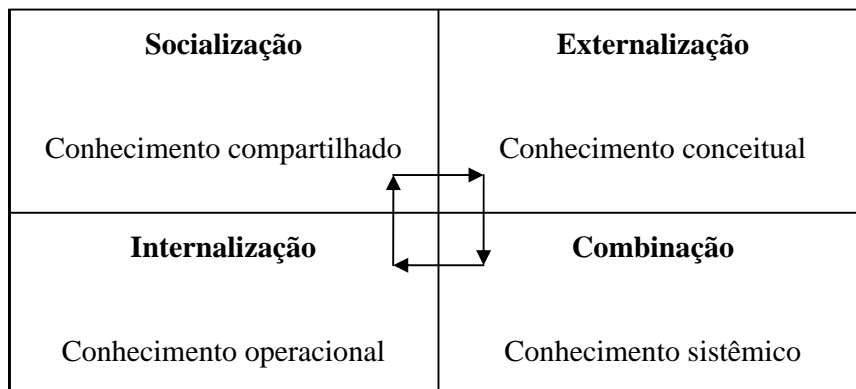 Socialização
Externalização
Conhecimento compartilhado
Conhecimento conceitual
Internalização
Combinação
Conhecimento operacional
Conhecimento sistêmico